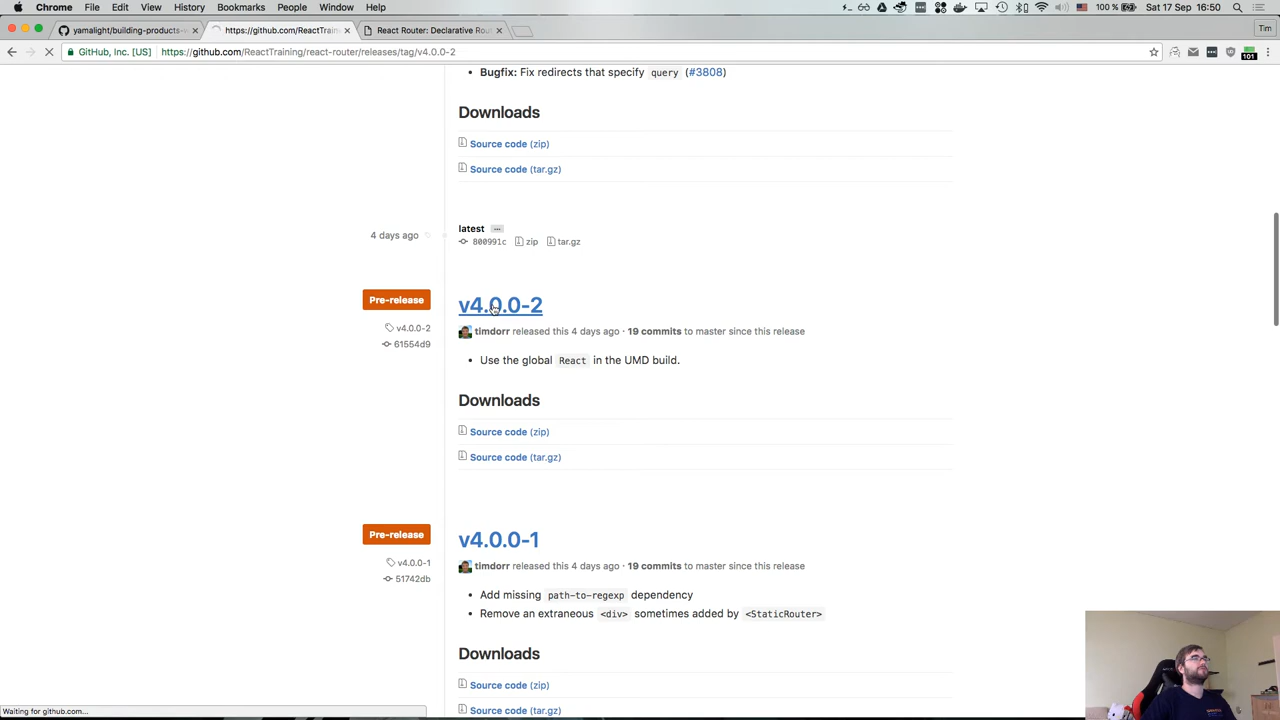 Chrome File Edit View History Bookmarks People Window Help 100 % Sat 17 Sep 16:50
yamalight/building-products-w × https://github.com/ReactTrainin × React Router: Declarative Rout × Tim
GitHub, Inc. [US] https://github.com/ReactTraining/react-router/releases/tag/v4.0.0-2 101
Bugfix: Fix redirects that specify query (#3808)
Downloads
Source code (zip)
Source code (tar.gz)
latest ...
4 days ago
800991c zip tar.gz
Pre-release
v4.0.0-2
v4.0.0-2
61554d9
timdorr released this 4 days ago · 19 commits to master since this release
Use the global React in the UMD build.
Downloads
Source code (zip)
Source code (tar.gz)
Pre-release
v4.0.0-1
v4.0.0-1
51742db
timdorr released this 4 days ago · 19 commits to master since this release
Add missing path-to-regexp dependency
Remove an extraneous <div> sometimes added by <StaticRouter>
Downloads
Source code (zip)
Source code (tar.gz)
Waiting for github.com...